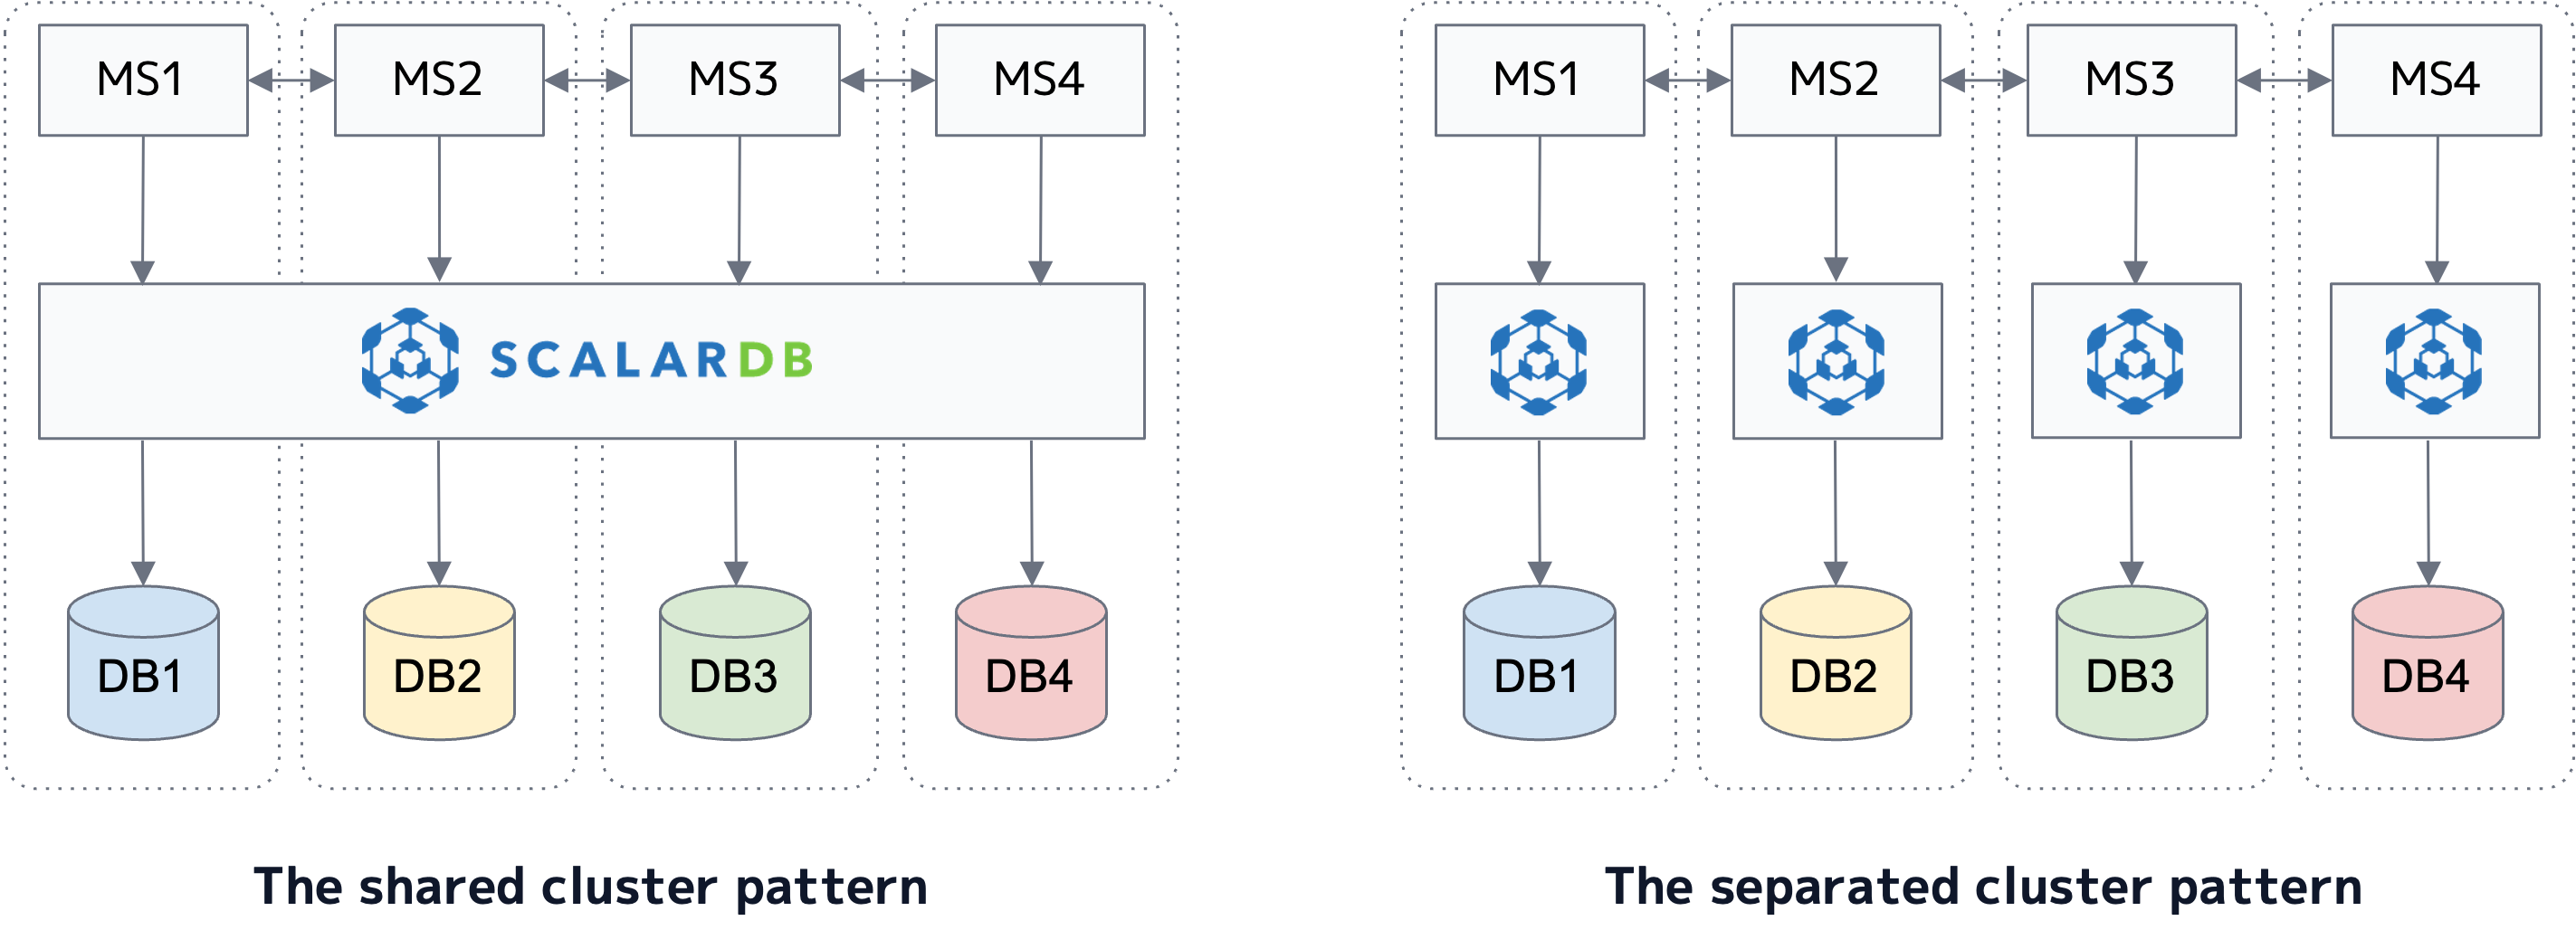 MS1 MS2 MS3 MS4
SCALARDB
DB1 DB2 DB3 DB4
The shared cluster pattern
MS1 MS2 MS3 MS4
DB1 DB2 DB3 DB4
The separated cluster pattern